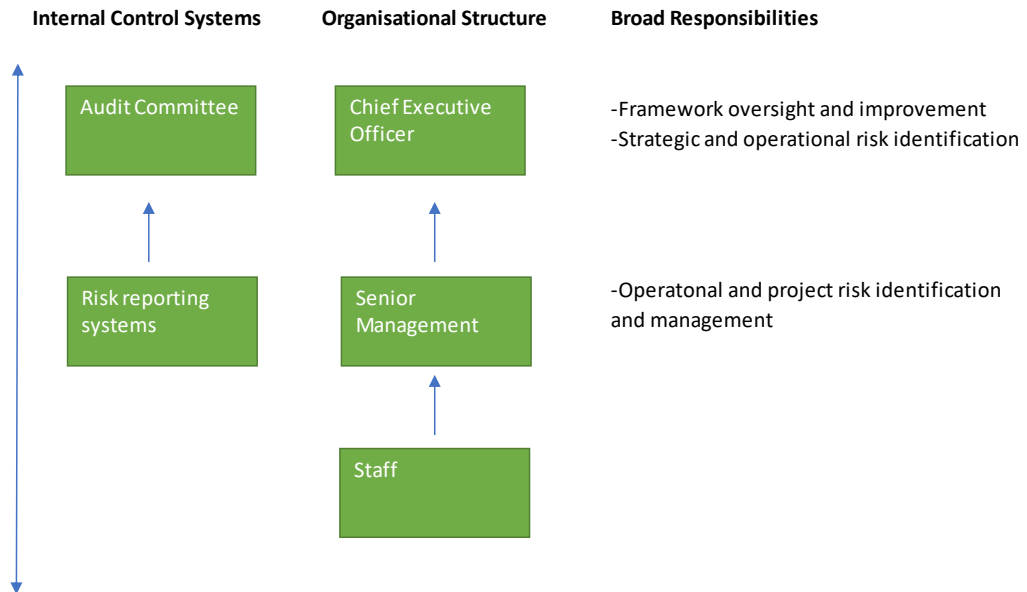 Internal Control Systems
Organisational Structure
Broad Responsibilities
Audit Committee
Chief Executive
Officer
-Framework oversight and improvement
-Strategic and operational risk identification
Risk reporting
systems
Senior
Management
-Operatonal and project risk identification
and management
Staff